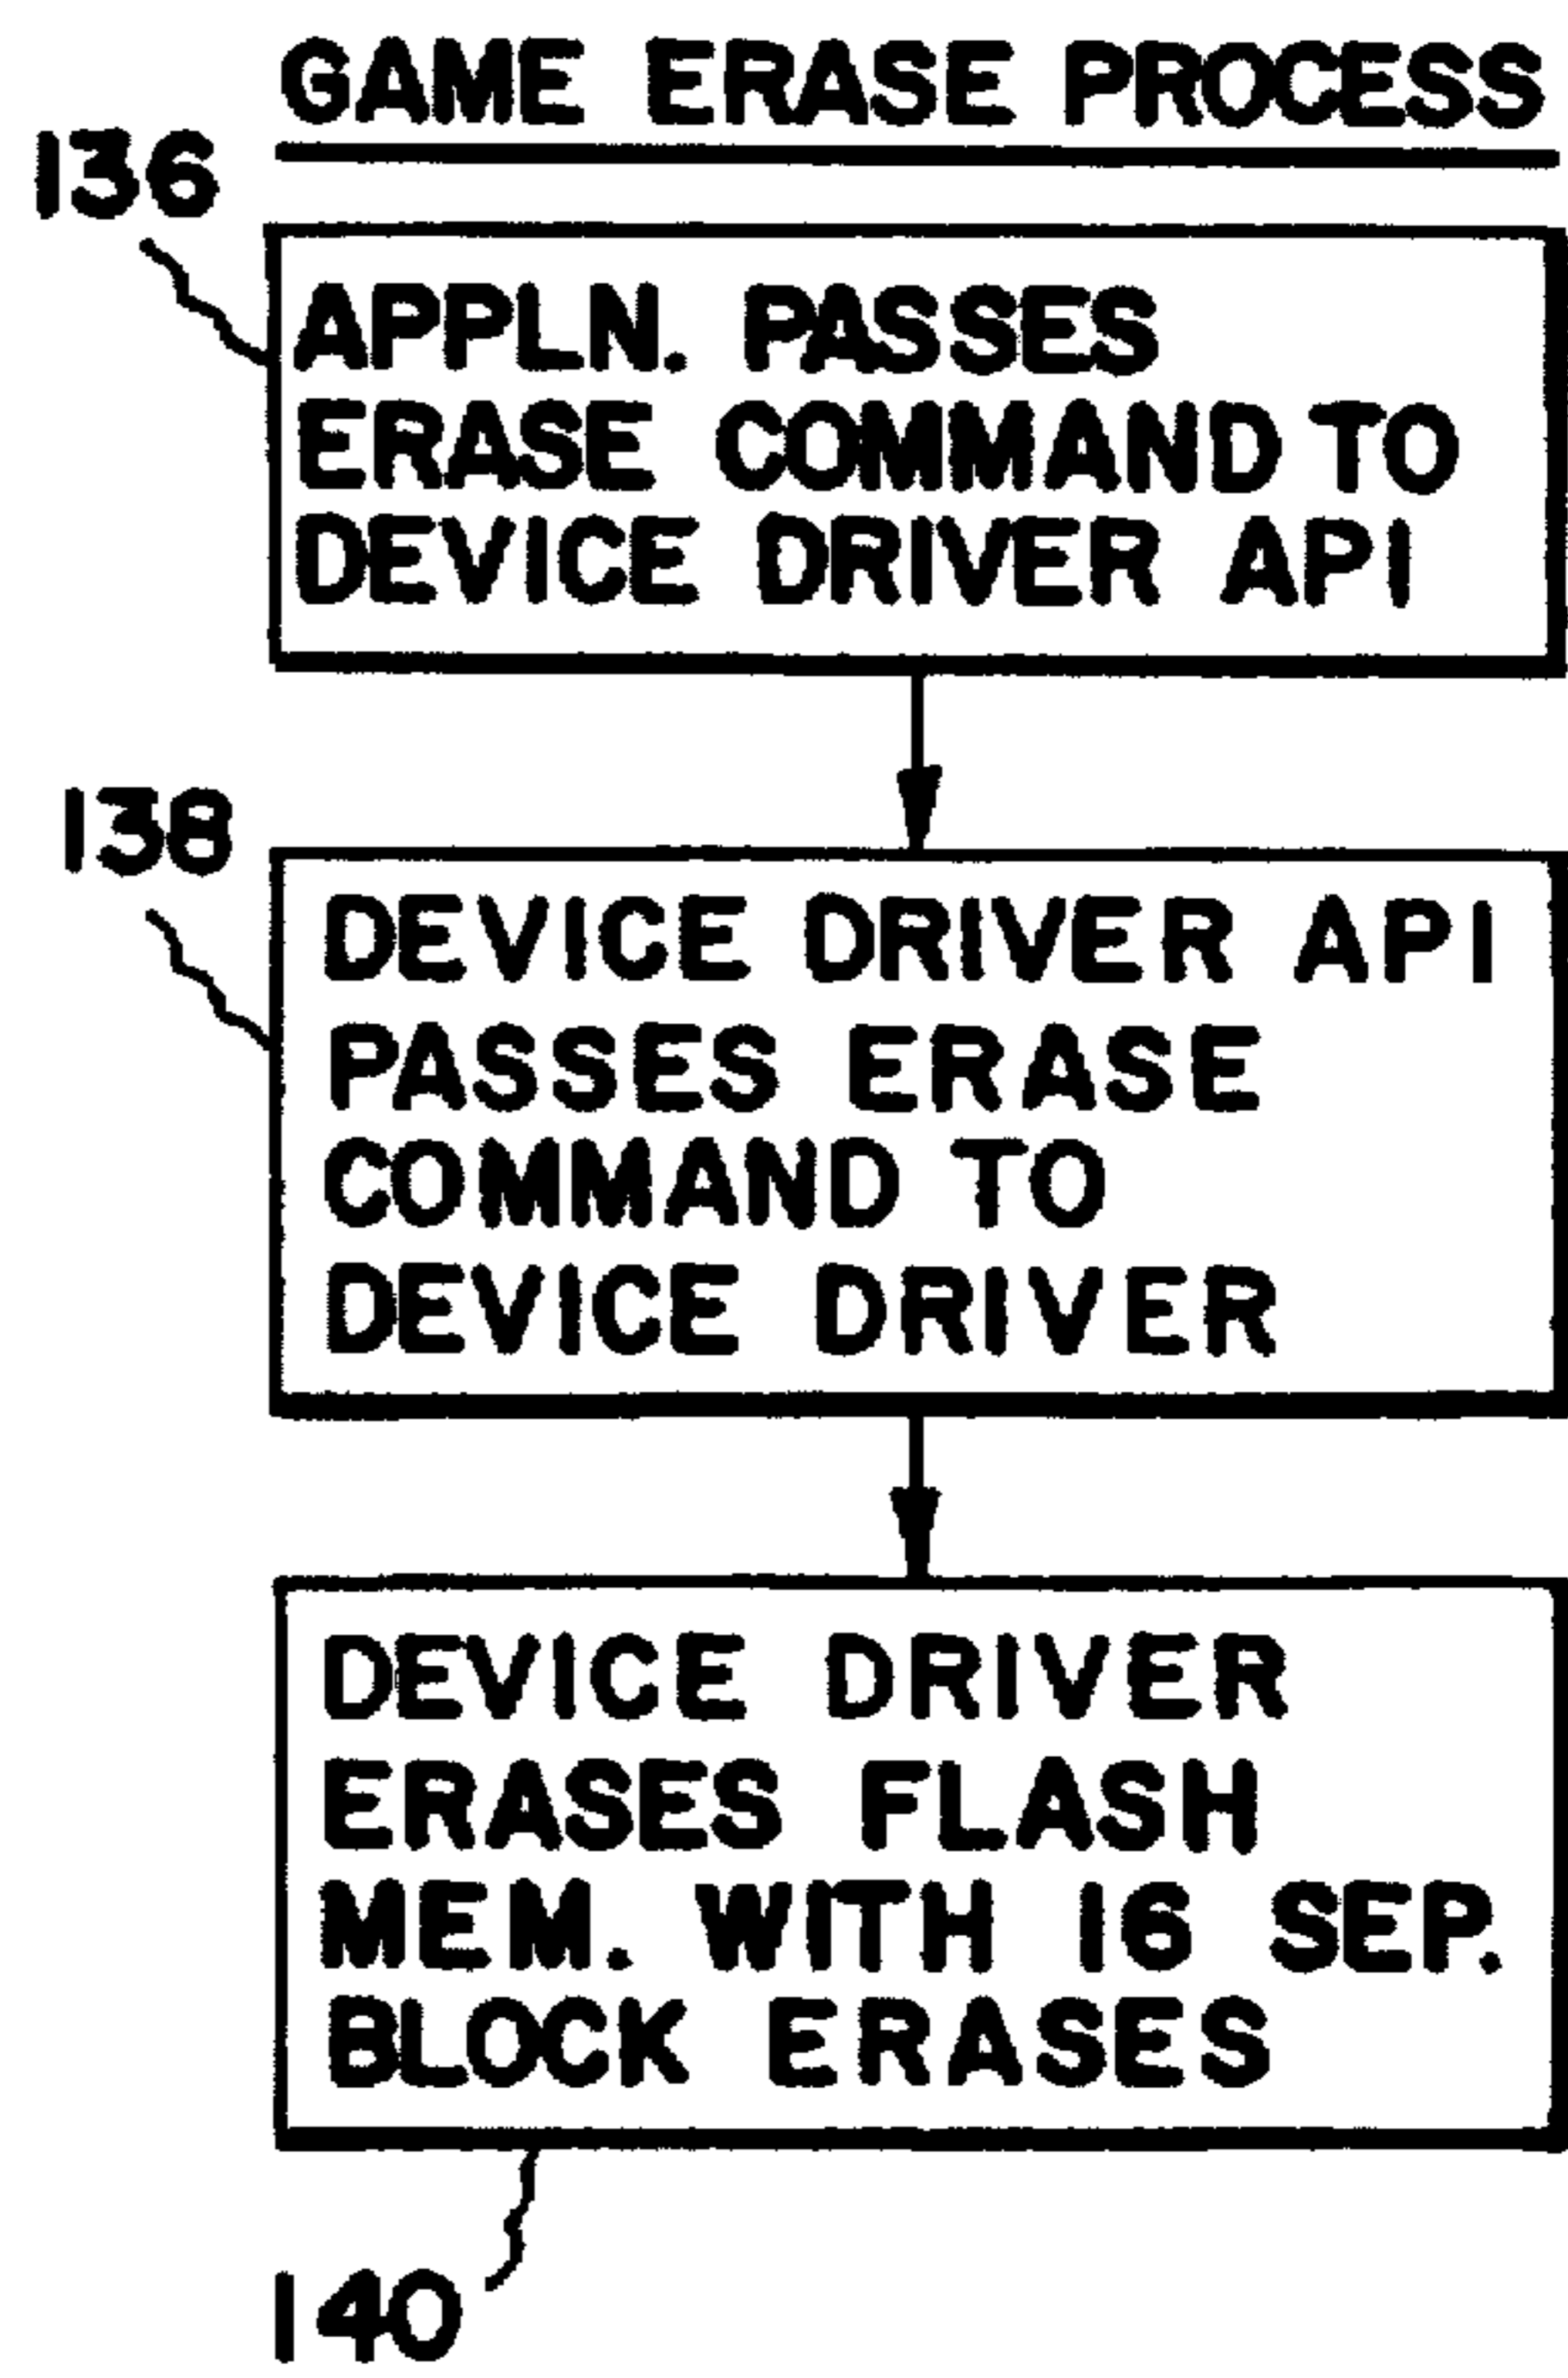 GAME ERASE PROCESS
136
APPLN. PASSES
ERASE COMMAND TO
DEVICE DRIVER API
138
DEVICE DRIVER API
PASSES ERASE
COMMAND TO
DEVICE DRIVER
DEVICE DRIVER
ERASES FLASH
MEM. WITH 16 SEP.
BLOCK ERASES
140